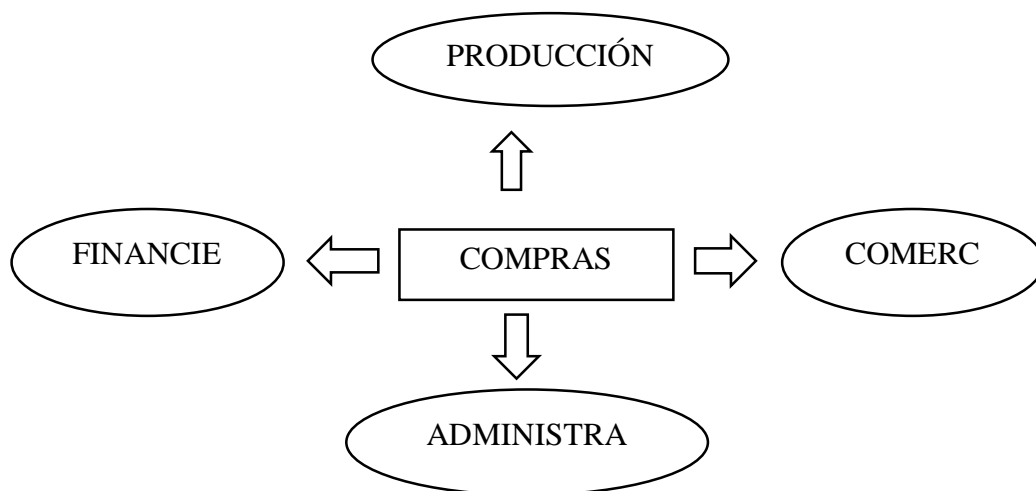 PRODUCCIÓN
FINANCIE
COMPRAS
COMERC
ADMINISTRA